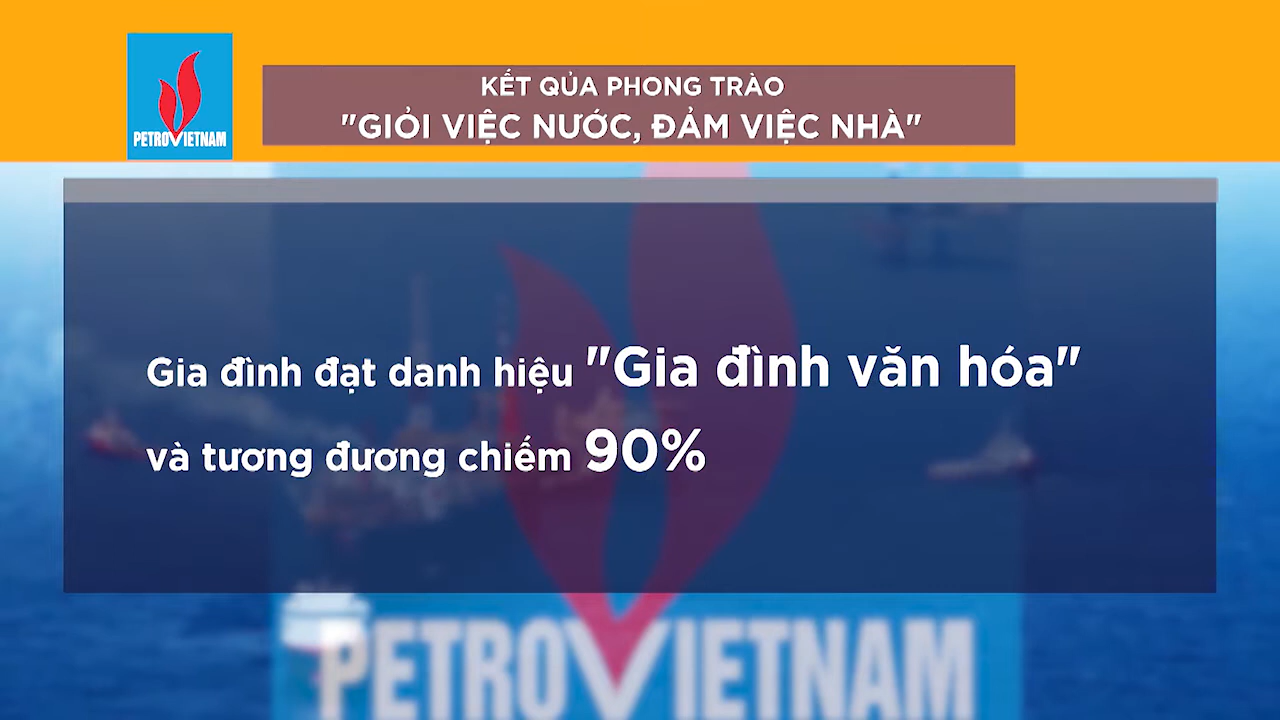 PETROVIETNAM
KẾT QỦA PHONG TRÀO
"GIỎI VIỆC NƯỚC, ĐẢM VIỆC NHÀ"
Gia đình đạt danh hiệu "Gia đình văn hóa"
và tương đương chiếm 90%
PETROVIETNAM